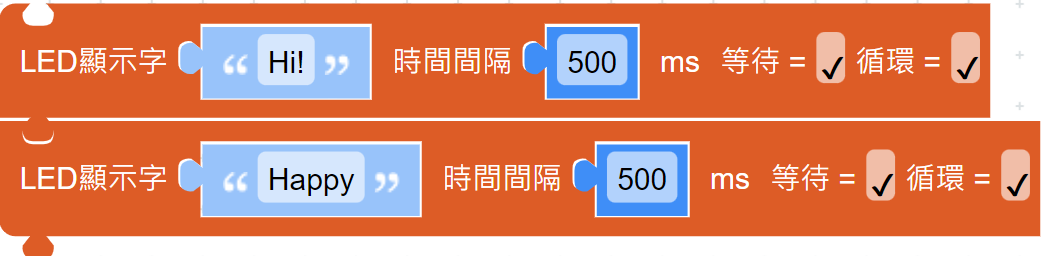 LED顯示字 “ Hi! ” 時間間隔 500 ms 等待 = ✓ 循環 = ✓
LED顯示字 “ Happy ” 時間間隔 500 ms 等待 = ✓ 循環 = ✓